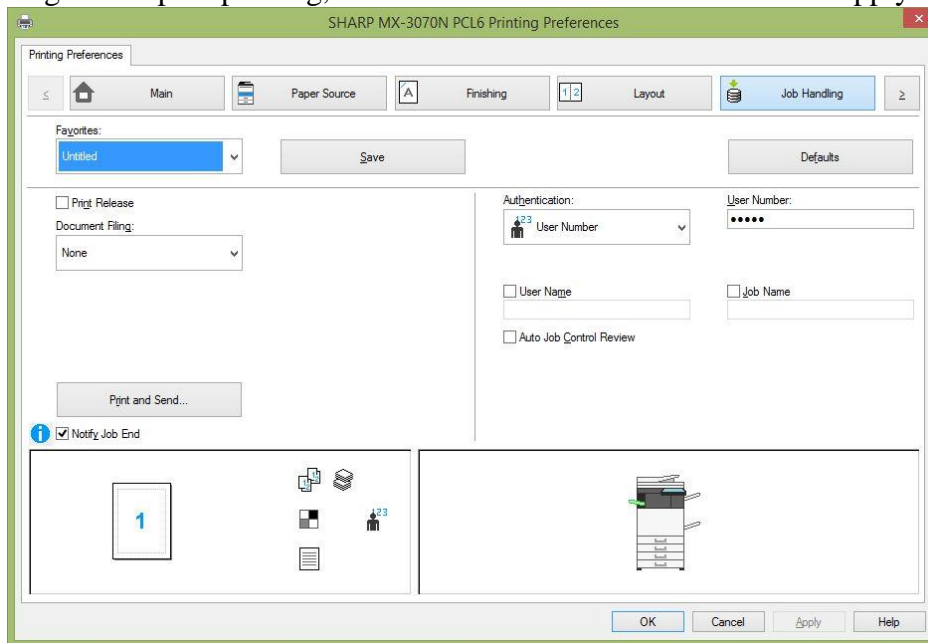 SHARP MX-3070N PCL6 Printing Preferences
Printing Preferences
Main Paper Source Finishing Layout Job Handling
Favorites:
Untitled Save Defaults
Print Release Authentication: User Number:
Document Filing: User Number •••••
None
User Name Job Name
Auto Job Control Review
Print and Send...
Notify Job End
1
123
OK Cancel Apply Help